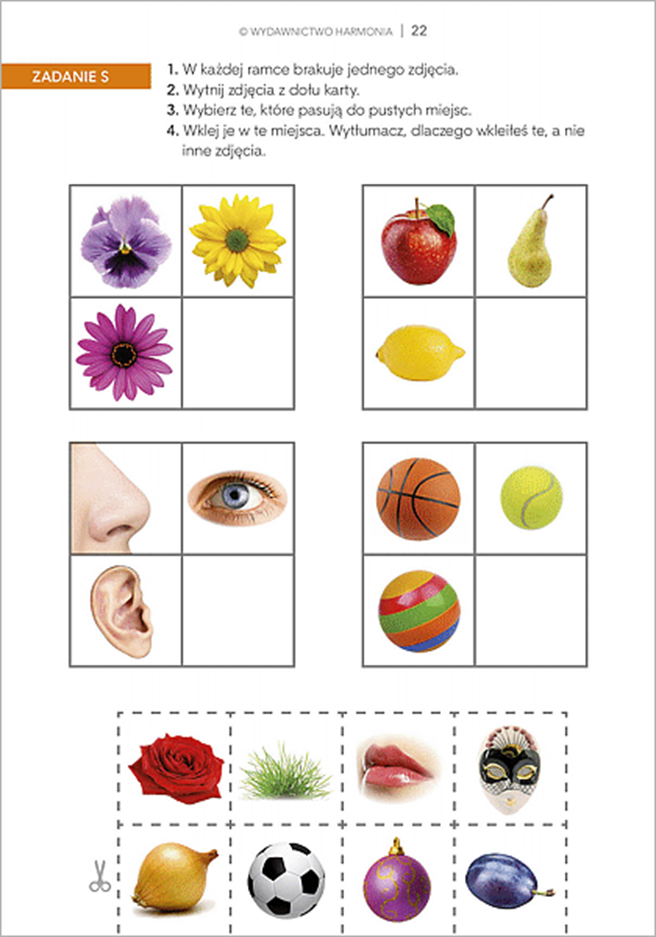 © WYDAWNICTWO HARMONIA | 22
ZADANIE S
1. W każdej ramce brakuje jednego zdjęcia.
2. Wytnij zdjęcia z dołu karty.
3. Wybierz te, które pasują do pustych miejsc.
4. Wklej je w te miejsca. Wytłumacz, dlaczego wkleiłeś te, a nie
inne zdjęcia.